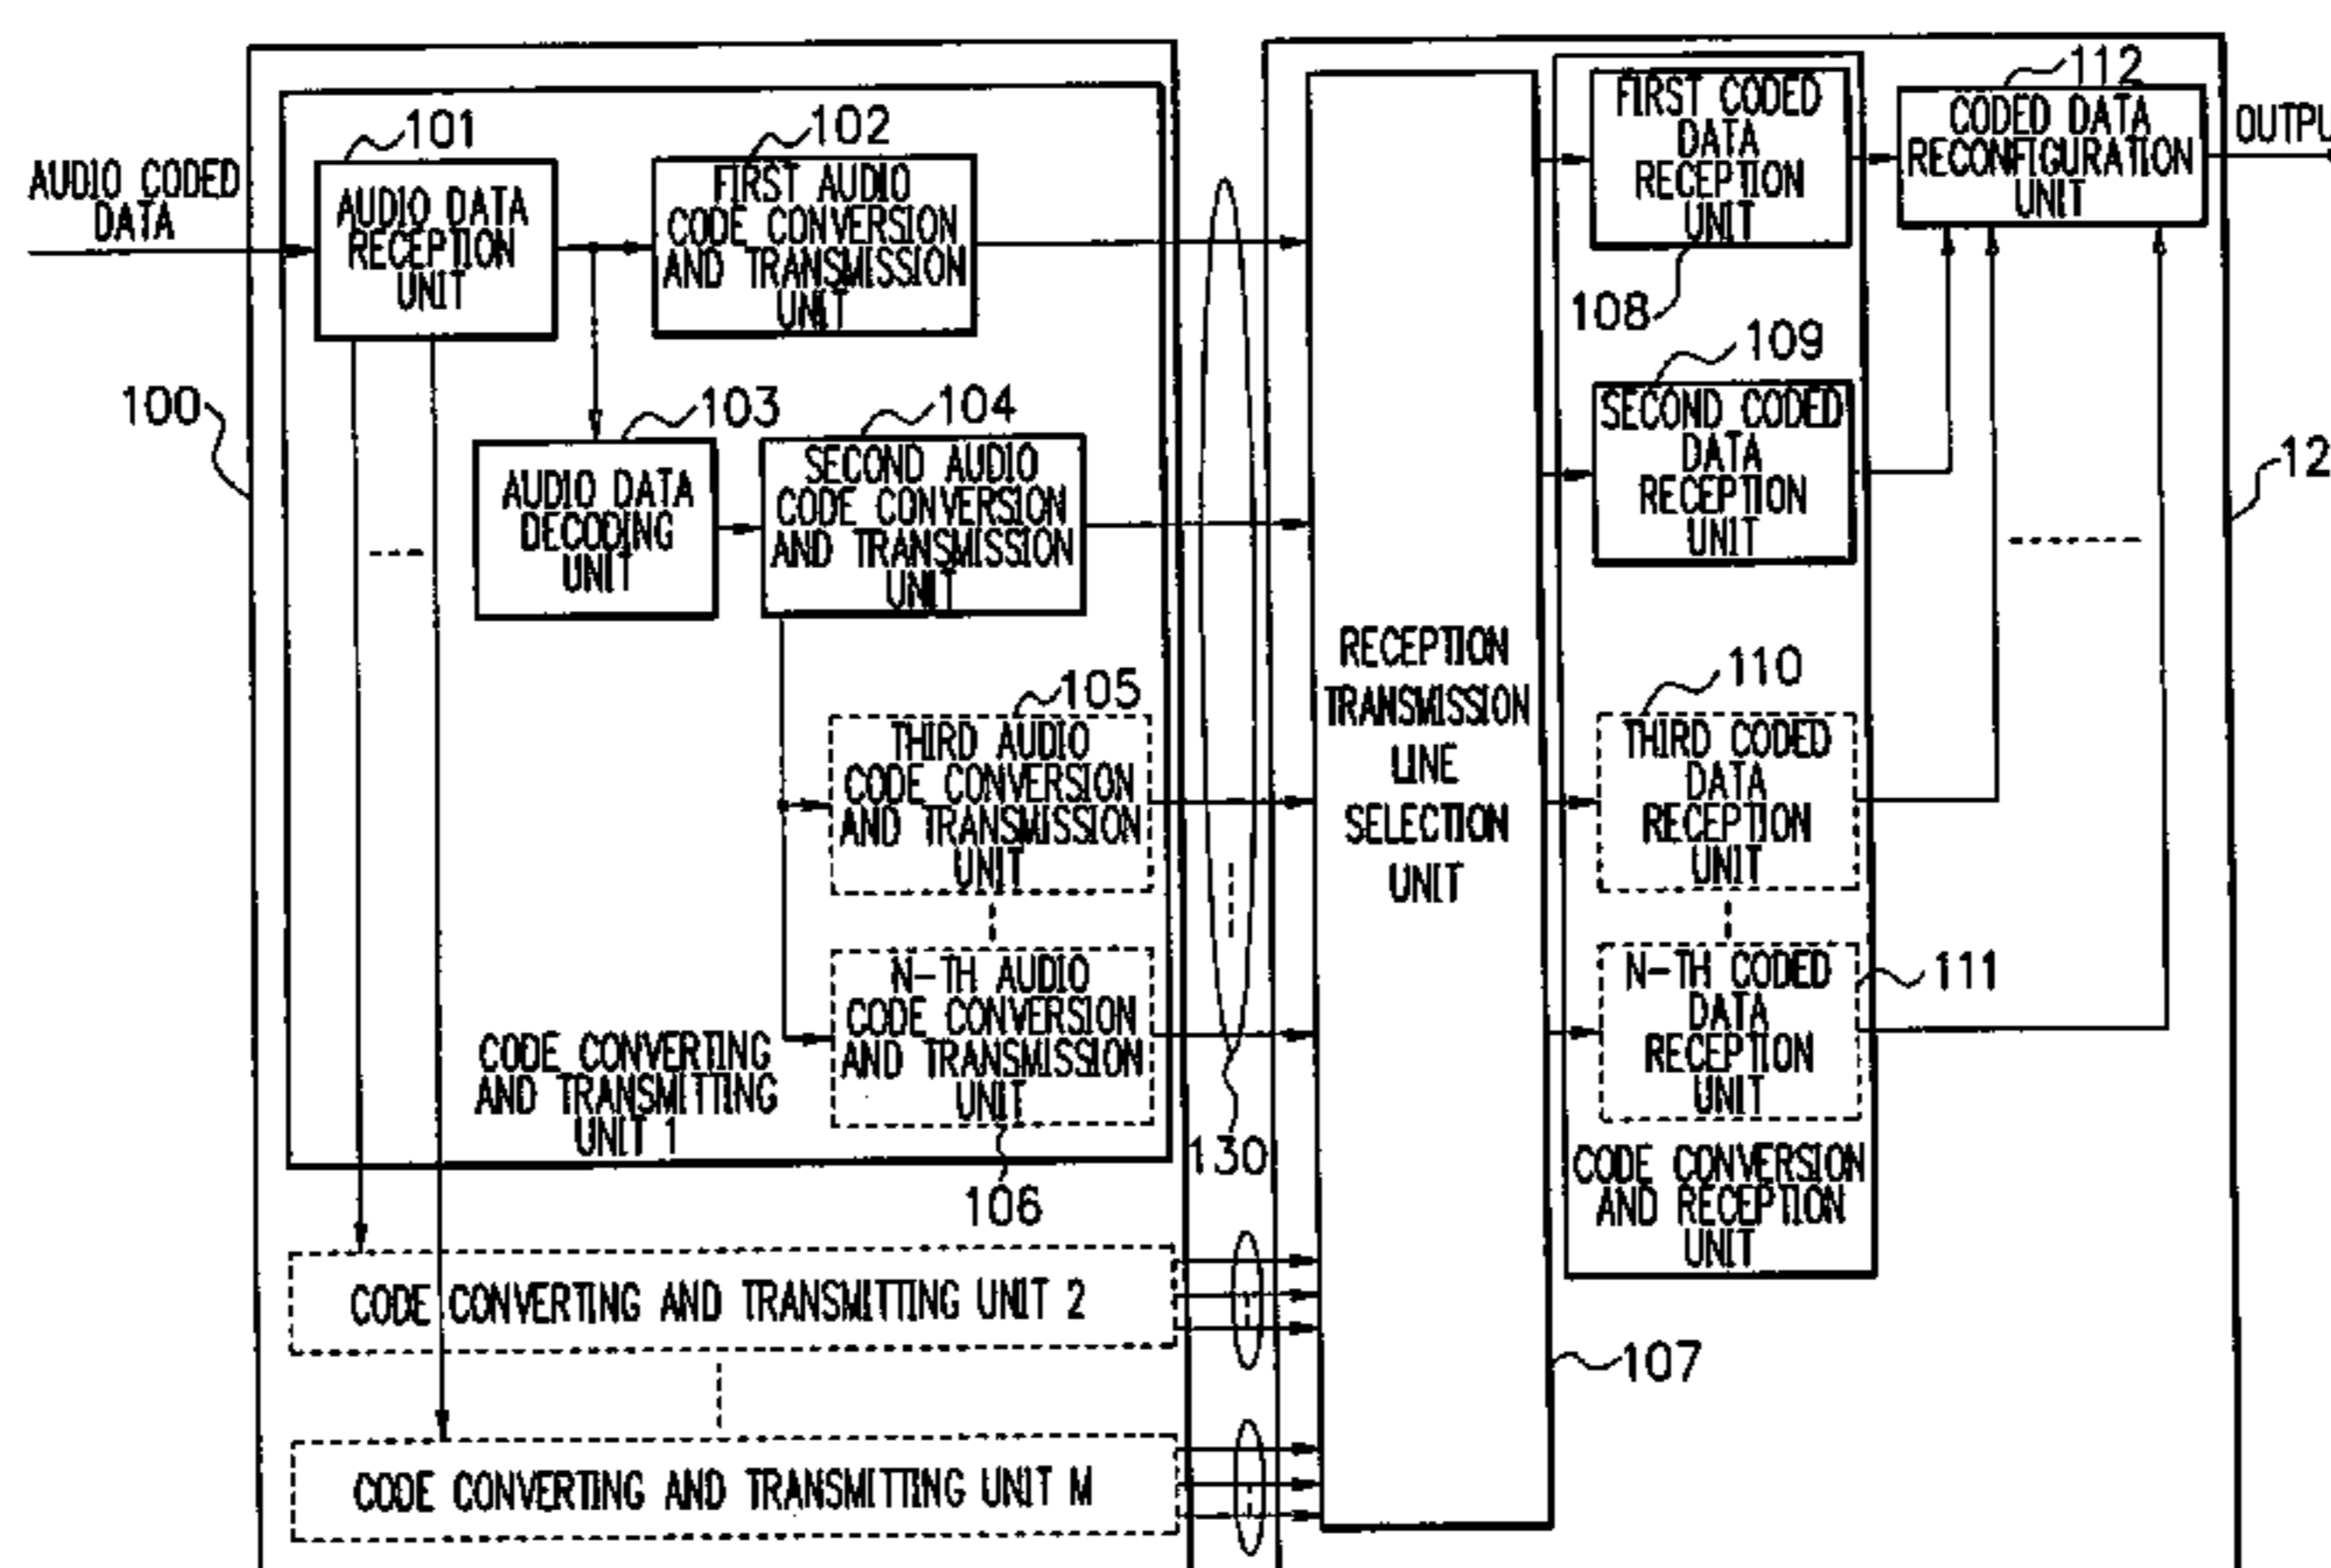 AUDIO CODED
DATA
100
101
AUDIO DATA
RECEPTION
UNIT
102
FIRST AUDIO
CODE CONVERSION
AND TRANSMISSION
UNIT
103
AUDIO DATA
DECODING
UNIT
104
SECOND AUDIO
CODE CONVERSION
AND TRANSMISSION
UNIT
105
THIRD AUDIO
CODE CONVERSION
AND TRANSMISSION
UNIT
N-TH AUDIO
CODE CONVERSION
AND TRANSMISSION
UNIT
106
CODE CONVERTING
AND TRANSMITTING
UNIT 1
CODE CONVERTING AND TRANSMITTING UNIT 2
CODE CONVERTING AND TRANSMITTING UNIT M
130
RECEPTION
TRANSMISSION
LINE
SELECTION
UNIT
107
FIRST CODED
DATA
RECEPTION
UNIT
108
109
SECOND CODED
DATA
RECEPTION
UNIT
110
THIRD CODED
DATA
RECEPTION
UNIT
N-TH CODED
DATA
RECEPTION
UNIT
111
CODE CONVERSION
AND RECEPTION
UNIT
112
CODED DATA
RECONFIGURATION
UNIT
OUTPU
12